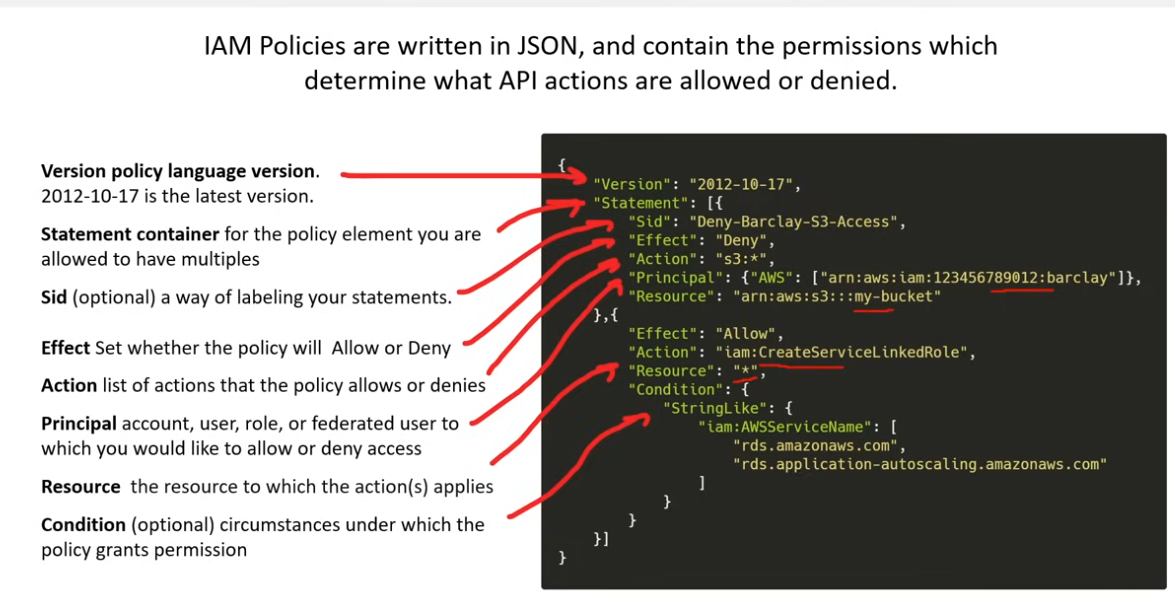 IAM Policies are written in JSON, and contain the permissions which
determine what API actions are allowed or denied.
Version policy language version.
2012-10-17 is the latest version.
Statement container for the policy element you are
allowed to have multiples
Sid (optional) a way of labeling your statements.
Effect Set whether the policy will Allow or Deny
Action list of actions that the policy allows or denies
Principal account, user, role, or federated user to
which you would like to allow or deny access
Resource the resource to which the action(s) applies
Condition (optional) circumstances under which the
policy grants permission
{
"Version": "2012-10-17",
"Statement": [{
"Sid": "Deny-Barclay-S3-Access",
"Effect": "Deny",
"Action": "s3:*",
"Principal": {"AWS": ["arn:aws:iam:123456789012:barclay"]},
"Resource": "arn:aws:s3:::my-bucket"
},{
"Effect": "Allow",
"Action": "iam:CreateServiceLinkedRole",
"Resource": "*",
"Condition": {
"StringLike": {
"iam:AWSServiceName": [
"rds.amazonaws.com",
"rds.application-autoscaling.amazonaws.com"
]
}
}
}]
}